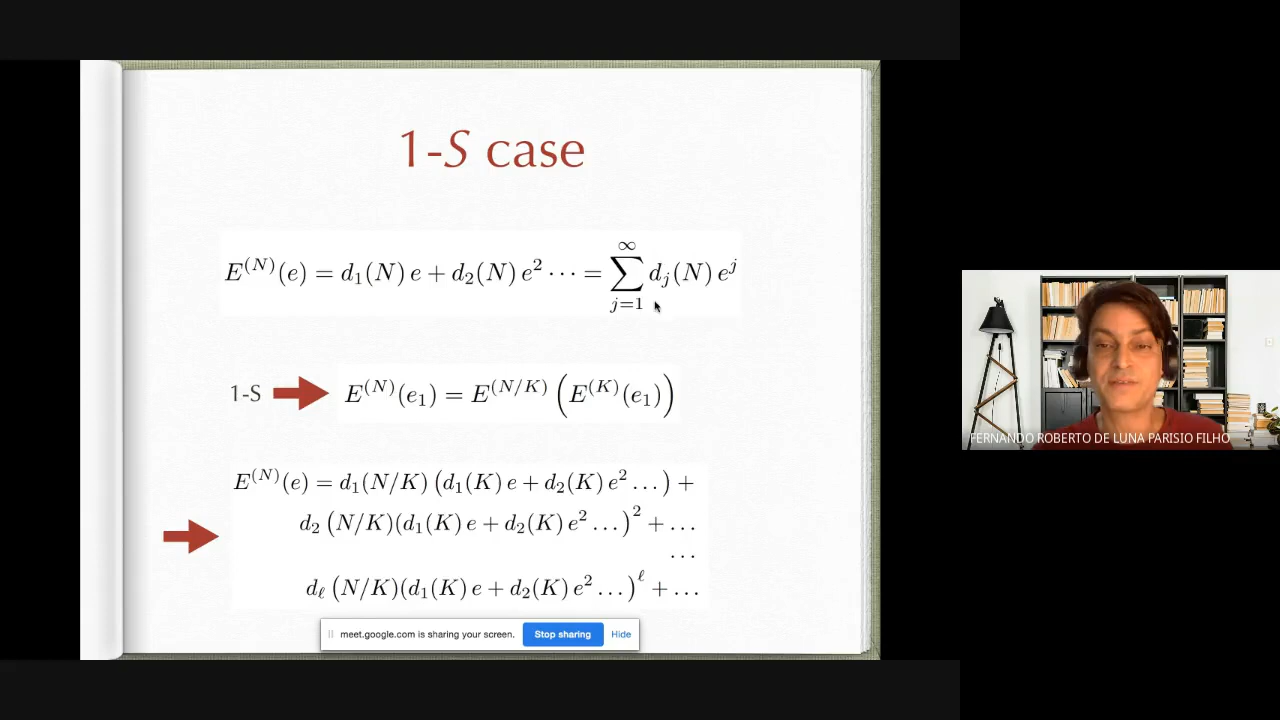 1-S case
E^{(N)}(e) = d_1(N) e + d_2(N) e^2 ⋯ = ∑_{j=1}^{∞} d_j(N) e^j
1-S E^{(N)}(e_1) = E^{(N/K)} (E^{(K)}(e_1))
E^{(N)}(e) = d_1(N/K) (d_1(K) e + d_2(K) e^2 …) +
d_2 (N/K)(d_1(K) e + d_2(K) e^2 …)^2 + …
…
d_ℓ (N/K)(d_1(K) e + d_2(K) e^2 …)^ℓ + …
meet.google.com is sharing your screen. Stop sharing Hide
FERNANDO ROBERTO DE LUNA PARISIO FILHO